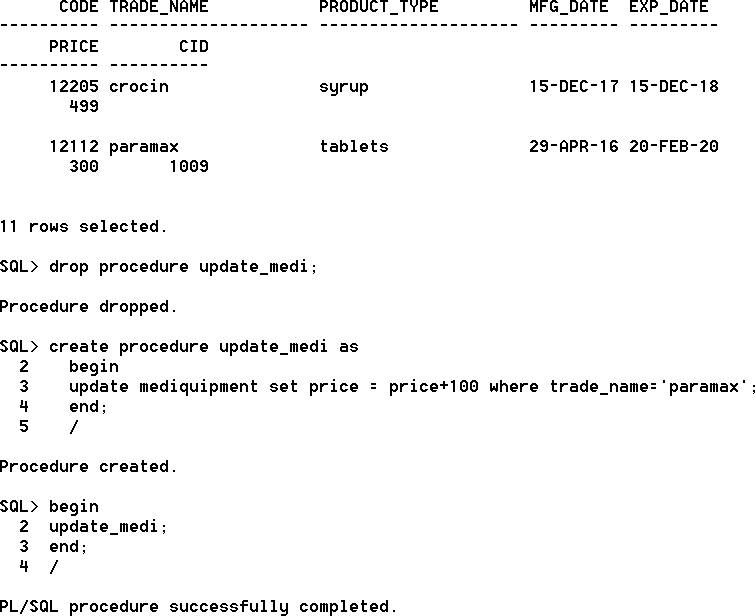 CODE TRADE_NAME           PRODUCT_TYPE         MFG_DATE  EXP_DATE
---------- -------------------- -------------------- --------- ---------
     PRICE        CID
---------- ----------
     12205 crocin               syrup                15-DEC-17 15-DEC-18
       499

     12112 paramax              tablets              29-APR-16 20-FEB-20
       300       1009


11 rows selected.

SQL> drop procedure update_medi;

Procedure dropped.

SQL> create procedure update_medi as
  2    begin
  3    update mediquipment set price = price+100 where trade_name='paramax';
  4    end;
  5    /

Procedure created.

SQL> begin
  2  update_medi;
  3  end;
  4  /

PL/SQL procedure successfully completed.